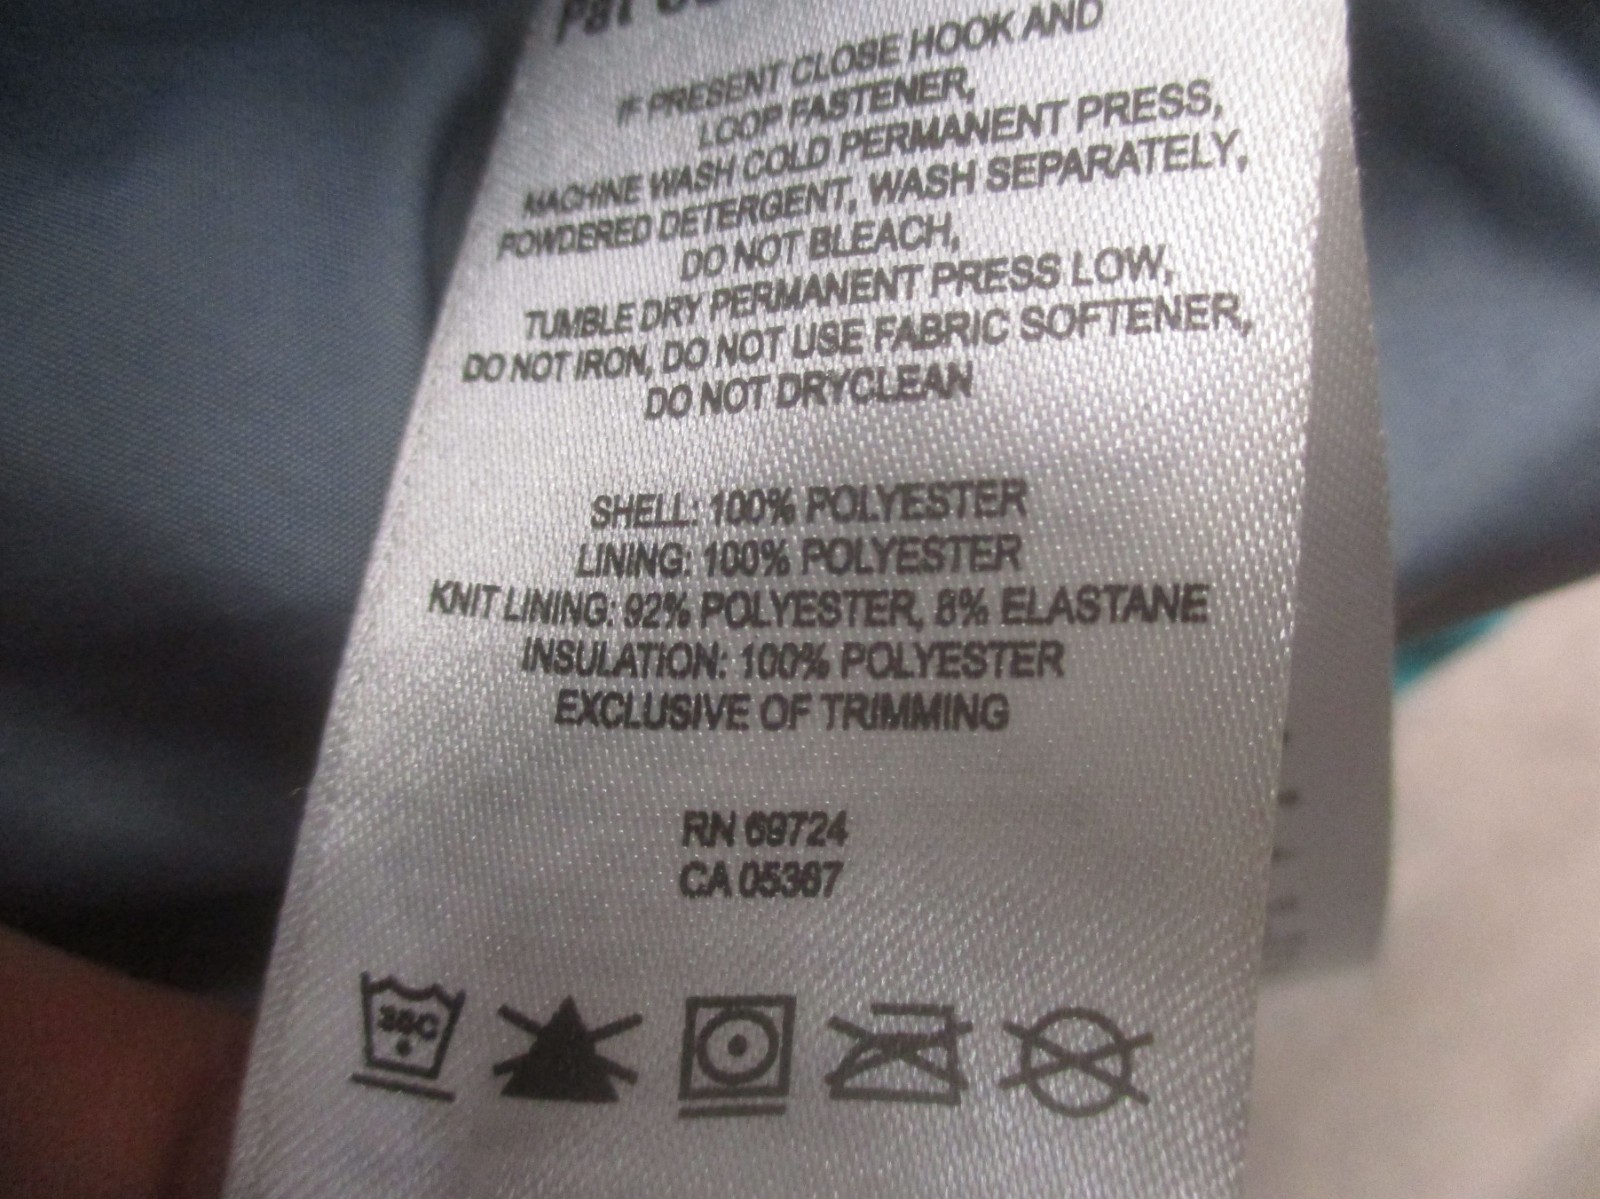 IF PRESENT CLOSE HOOK AND
LOOP FASTENER,
MACHINE WASH COLD PERMANENT PRESS,
POWDERED DETERGENT, WASH SEPARATELY,
DO NOT BLEACH,
TUMBLE DRY PERMANENT PRESS LOW,
DO NOT IRON, DO NOT USE FABRIC SOFTENER,
DO NOT DRYCLEAN
SHELL: 100% POLYESTER
LINING: 100% POLYESTER
KNIT LINING: 92% POLYESTER, 8% ELASTANE
INSULATION: 100% POLYESTER
EXCLUSIVE OF TRIMMING
RN 69724
CA 05367